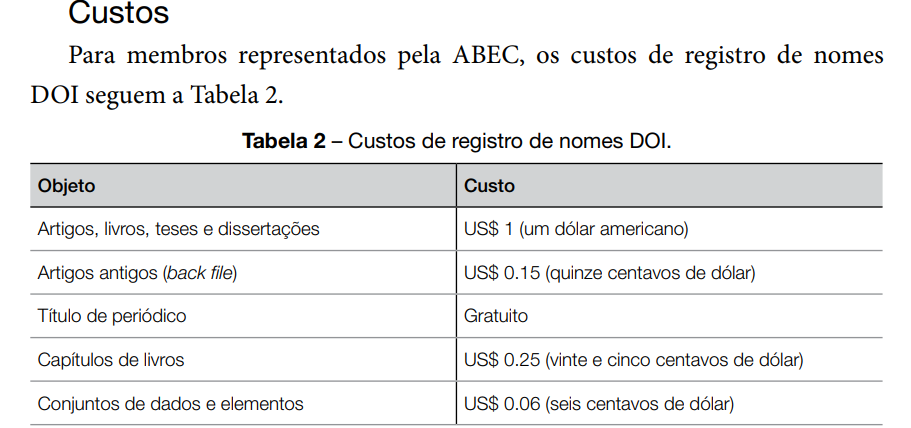 Custos
Para membros representados pela ABEC, os custos de registro de nomes
DOI seguem a Tabela 2.
Tabela 2 – Custos de registro de nomes DOI.
Objeto Custo
Artigos, livros, teses e dissertações US$ 1 (um dólar americano)
Artigos antigos (back file) US$ 0.15 (quinze centavos de dólar)
Título de periódico Gratuito
Capítulos de livros US$ 0.25 (vinte e cinco centavos de dólar)
Conjuntos de dados e elementos US$ 0.06 (seis centavos de dólar)